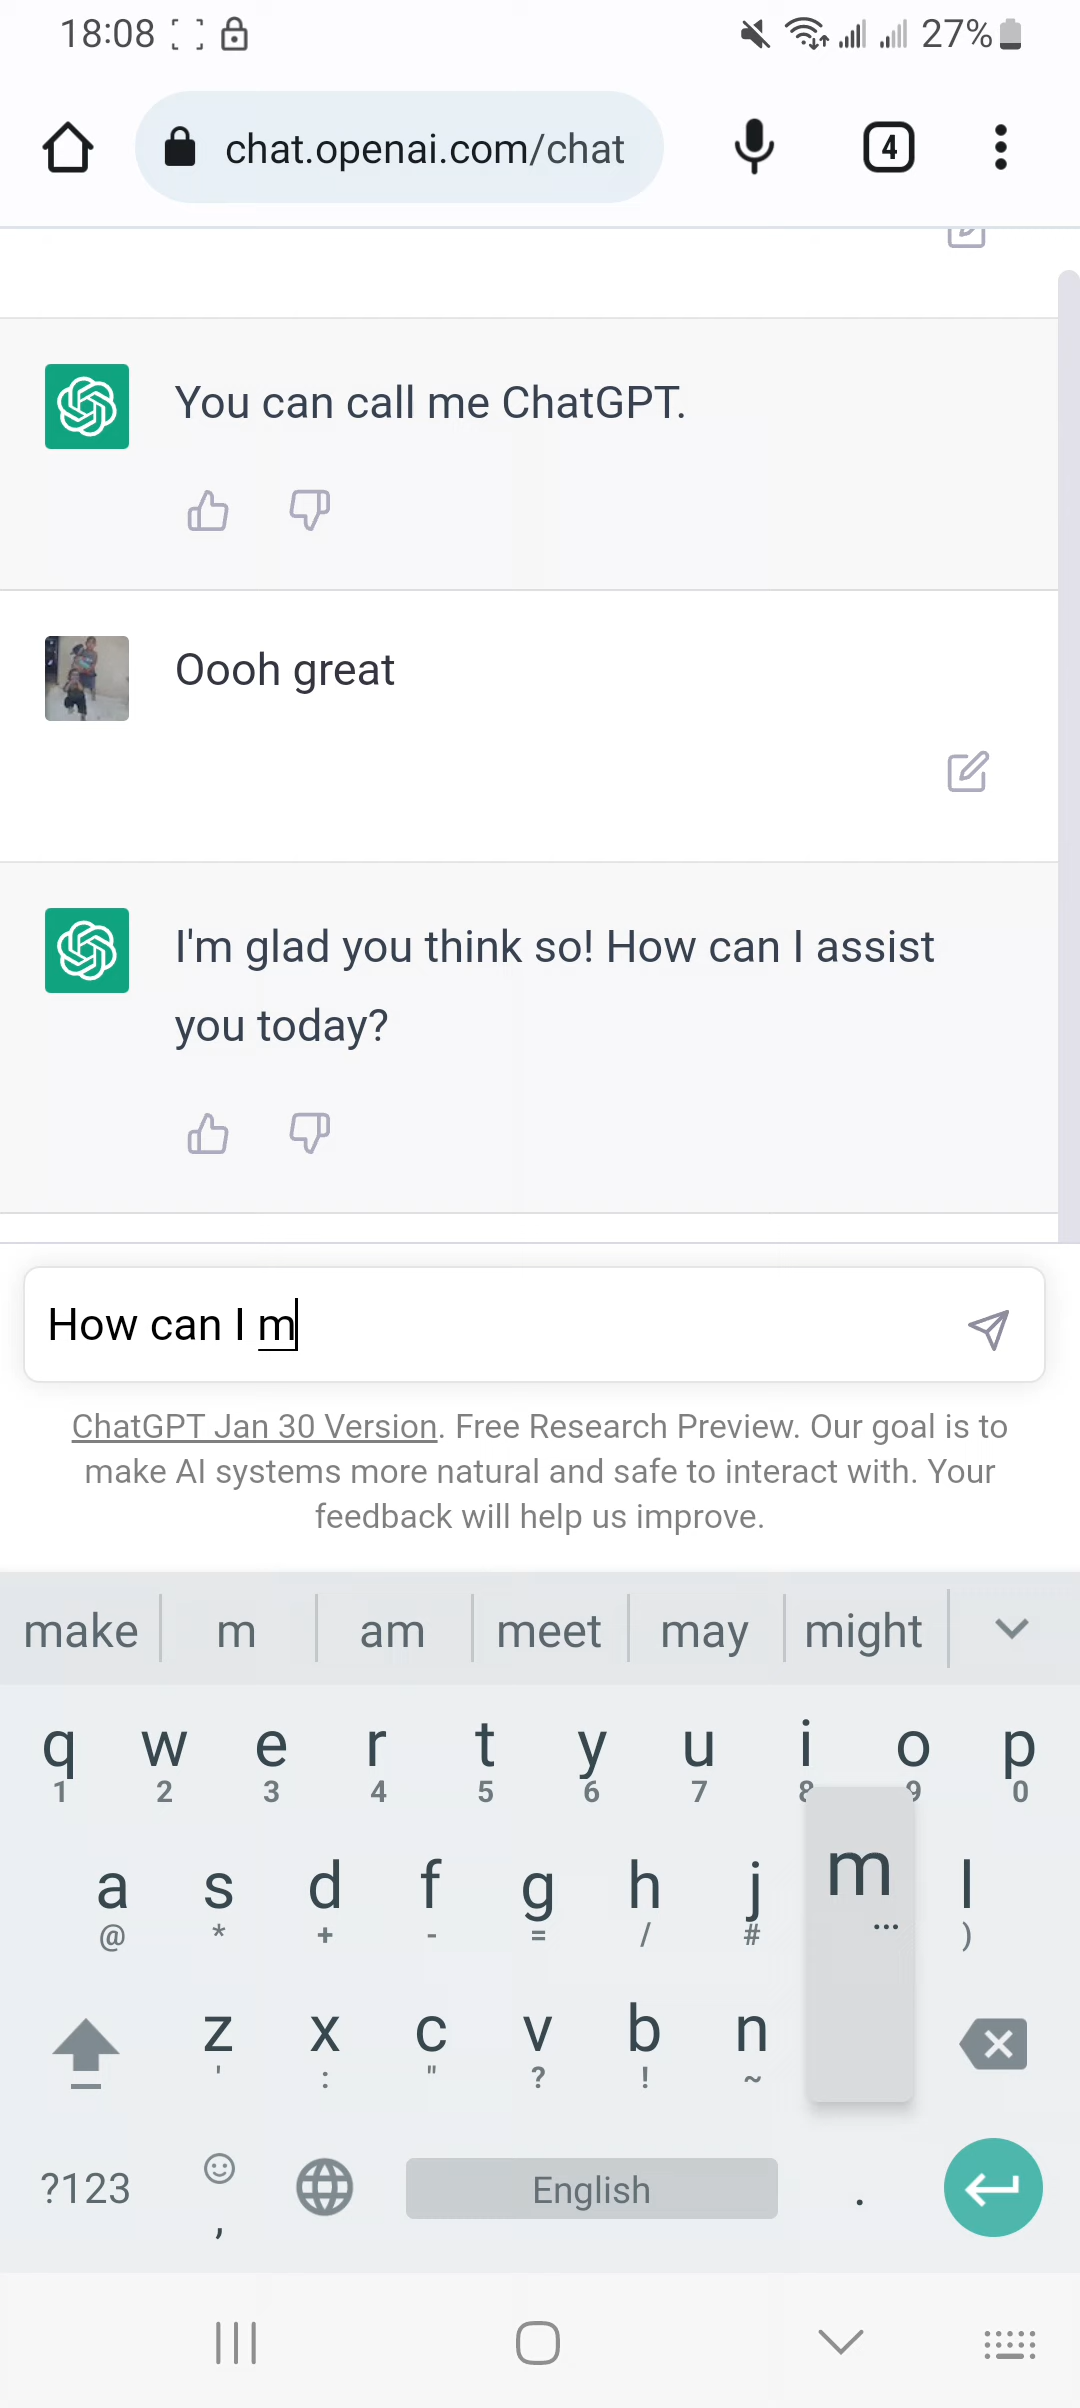 18:08 27%
chat.openai.com/chat 4
You can call me ChatGPT.
Oooh great
I'm glad you think so! How can I assist
you today?
How can I m
ChatGPT Jan 30 Version. Free Research Preview. Our goal is to
make AI systems more natural and safe to interact with. Your
feedback will help us improve.
make m am meet may might
q w e r t y u i o p
1 2 3 4 5 6 7 8 9 0
a s d f g h j m l
@ * + - = / # ... )
z x c v b n
' : " ? ! ~
?123 , English .